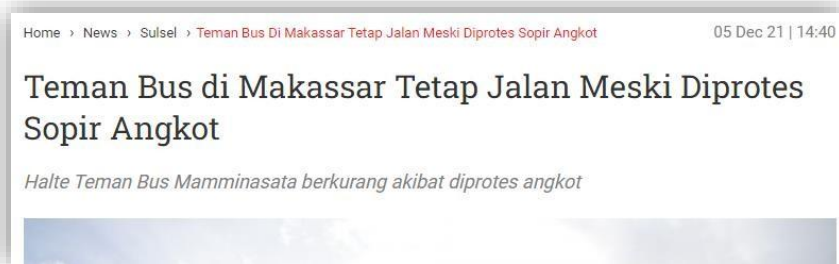 Home › News › Sulsel › Teman Bus Di Makassar Tetap Jalan Meski Diprotes Sopir Angkot 05 Dec 21 | 14:40
Teman Bus di Makassar Tetap Jalan Meski Diprotes
Sopir Angkot
Halte Teman Bus Mamminasata berkurang akibat diprotes angkot